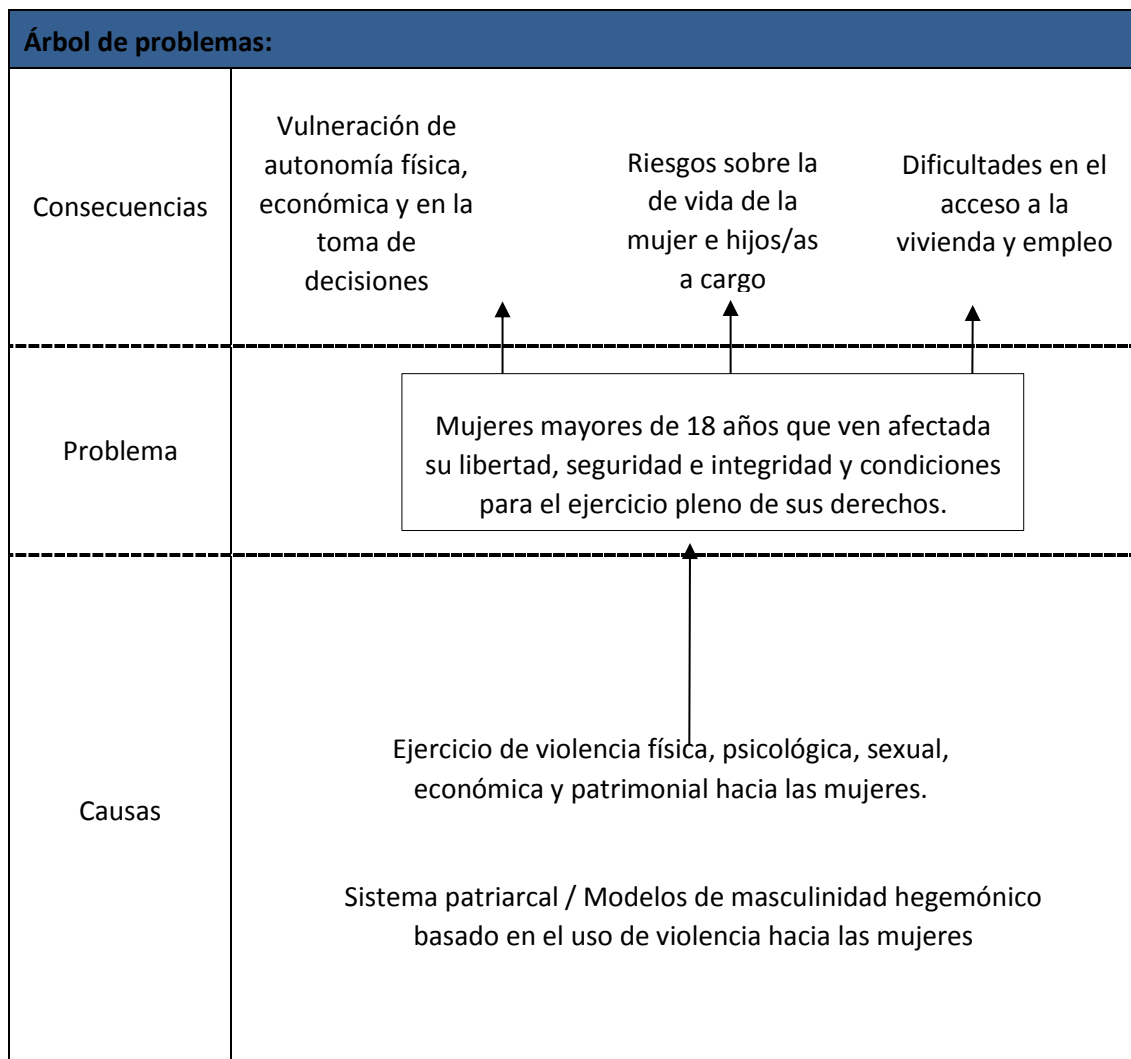 Árbol de problemas:
Consecuencias
Vulneración de
autonomía física,
económica y en la
toma de
decisiones
Riesgos sobre la
de vida de la
mujer e hijos/as
a cargo
Dificultades en el
acceso a la
vivienda y empleo
Problema
Mujeres mayores de 18 años que ven afectada
su libertad, seguridad e integridad y condiciones
para el ejercicio pleno de sus derechos.
Causas
Ejercicio de violencia física, psicológica, sexual,
económica y patrimonial hacia las mujeres.
Sistema patriarcal / Modelos de masculinidad hegemónico
basado en el uso de violencia hacia las mujeres